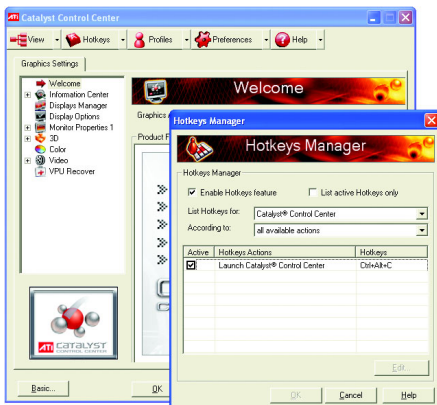 ATI Catalyst Control Center
View Hotkeys Profiles Preferences Help
Graphics Settings
Welcome
Information Center
Displays Manager
Display Options
Monitor Properties 1
3D
Color
Video
VPU Recover
Welcome
Graphics
Product F
ATI CATALYST
CONTROL CENTER
Basic...
OK
Hotkeys Manager
Hotkeys Manager
Hotkeys Manager
Enable Hotkeys feature
List active Hotkeys only
List Hotkeys for: Catalyst® Control Center
According to: all available actions
Active Hotkeys Actions Hotkeys
Launch Catalyst® Control Center Ctrl+Alt+C
Edit...
OK Cancel Help